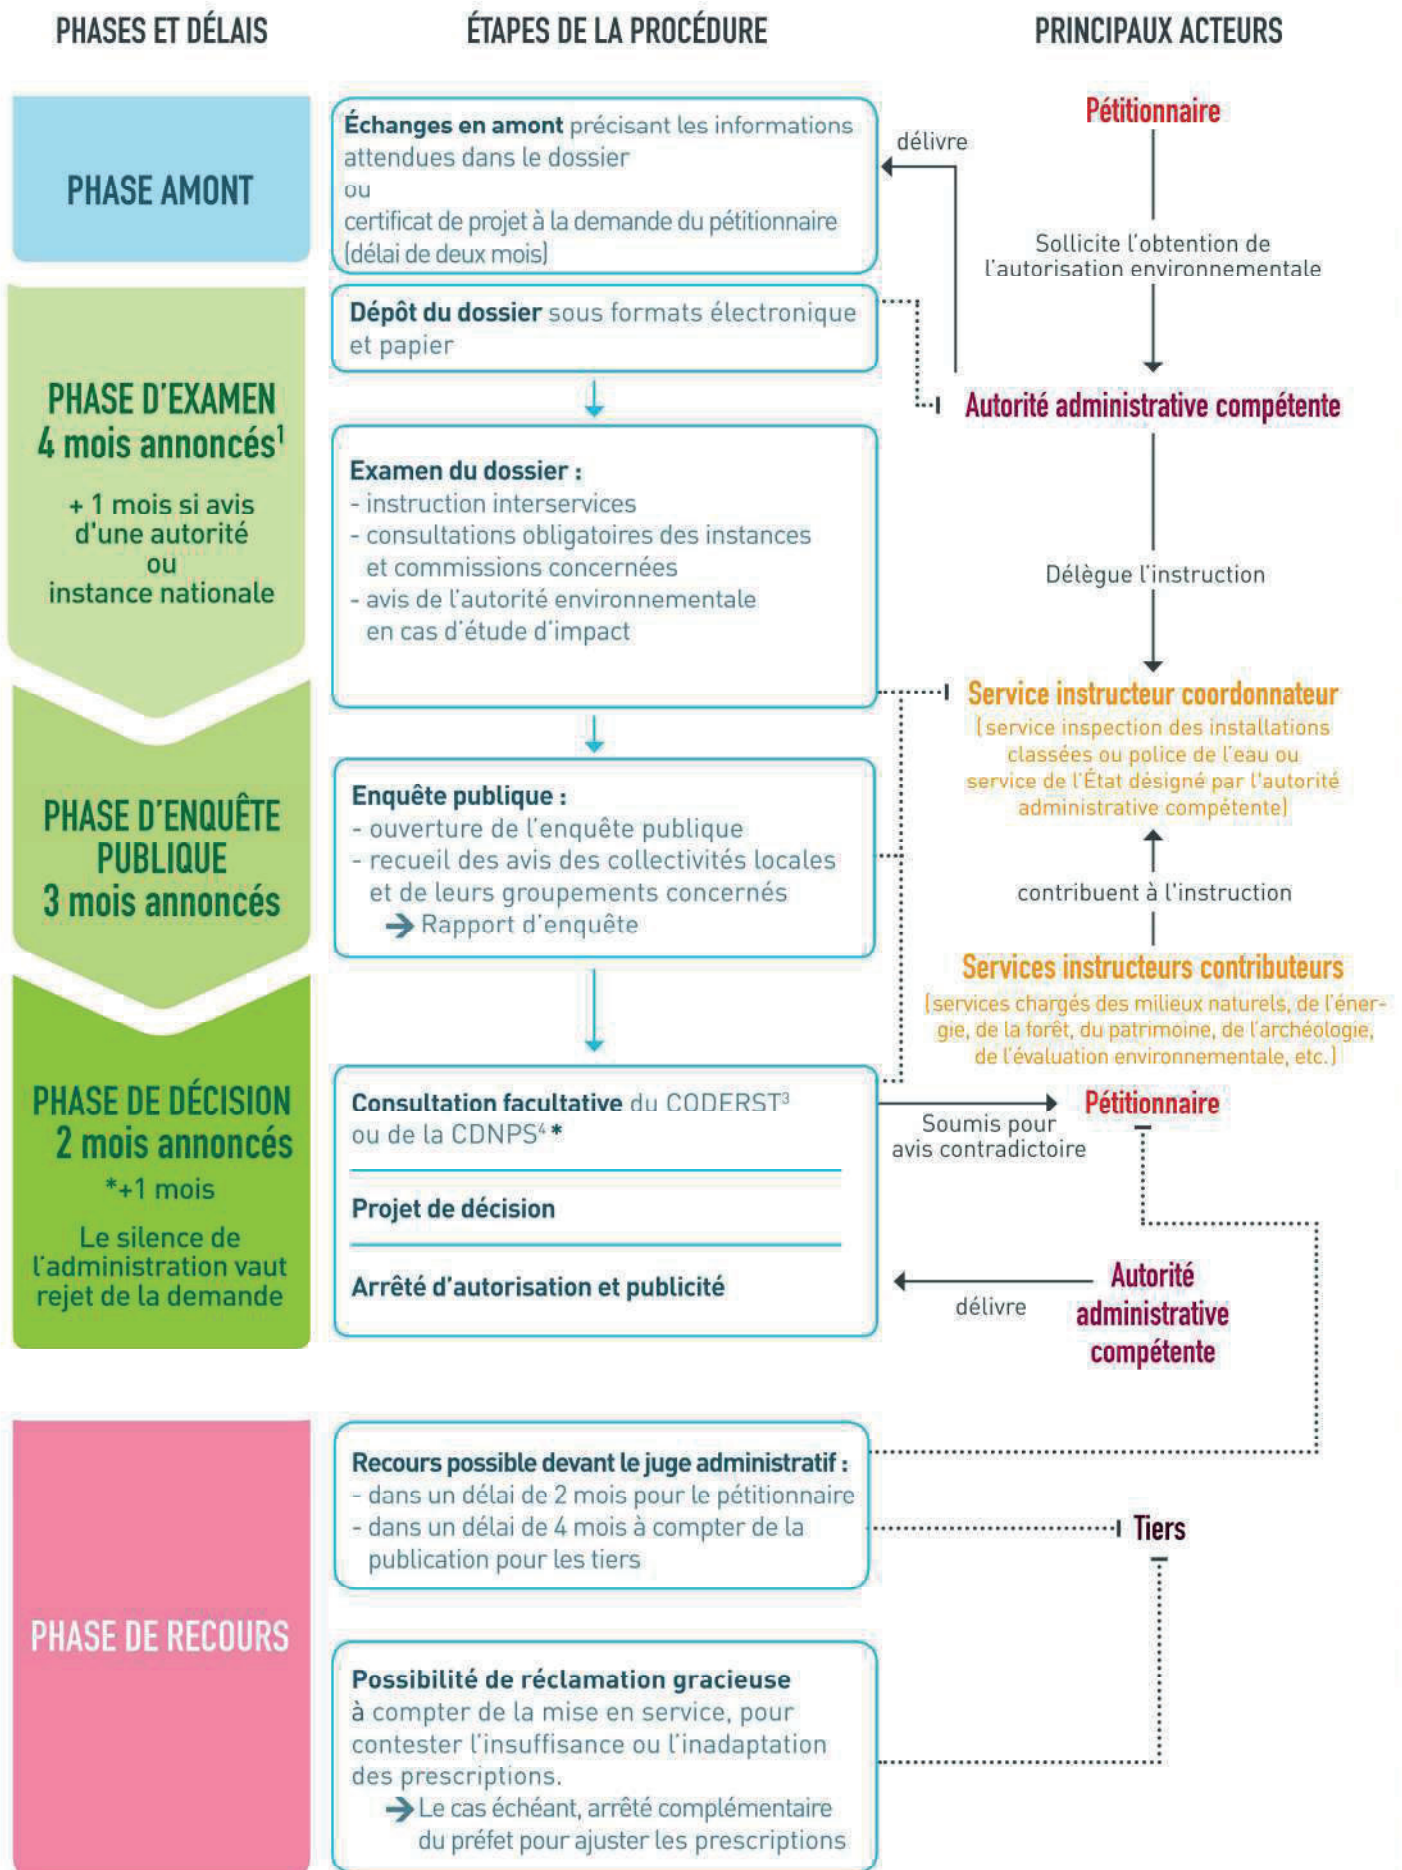 PHASES ET DÉLAIS
ÉTAPES DE LA PROCÉDURE
PRINCIPAUX ACTEURS
PHASE AMONT
Échanges en amont précisant les informations
attendues dans le dossier
ou
certificat de projet à la demande du pétitionnaire
(délai de deux mois)
délivre
Pétitionnaire
Sollicite l'obtention de
l'autorisation environnementale
PHASE D'EXAMEN
4 mois annoncés¹
+ 1 mois si avis
d'une autorité
ou
instance nationale
Dépôt du dossier sous formats électronique
et papier
Autorité administrative compétente
Examen du dossier :
- instruction interservices
- consultations obligatoires des instances
et commissions concernées
- avis de l'autorité environnementale
en cas d'étude d'impact
Délègue l'instruction
Service instructeur coordonnateur
(service inspection des installations
classées ou police de l'eau ou
service de l'État désigné par l'autorité
administrative compétente)
PHASE D'ENQUÊTE
PUBLIQUE
3 mois annoncés
Enquête publique :
- ouverture de l'enquête publique
- recueil des avis des collectivités locales
et de leurs groupements concernés
➔ Rapport d'enquête
contribuent à l'instruction
Services instructeurs contributeurs
(services chargés des milieux naturels, de l'éner-
gie, de la forêt, du patrimoine, de l'archéologie,
de l'évaluation environnementale, etc.)
PHASE DE DÉCISION
2 mois annoncés
*+1 mois
Le silence de
l'administration vaut
rejet de la demande
Consultation facultative du CODERST³
ou de la CDNPS⁴ *
Projet de décision
Arrêté d'autorisation et publicité
Soumis pour
avis contradictoire
Pétitionnaire
délivre
Autorité
administrative
compétente
PHASE DE RECOURS
Recours possible devant le juge administratif :
- dans un délai de 2 mois pour le pétitionnaire
- dans un délai de 4 mois à compter de la
publication pour les tiers
Tiers
Possibilité de réclamation gracieuse
à compter de la mise en service, pour
contester l'insuffisance ou l'inadaptation
des prescriptions.
➔ Le cas échéant, arrêté complémentaire
du préfet pour ajuster les prescriptions